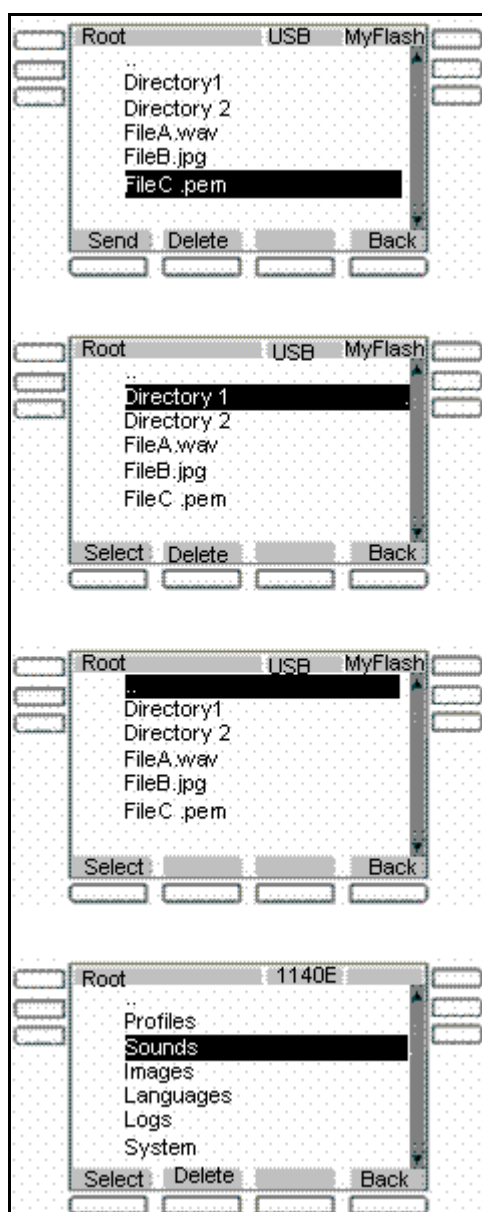 Root USB MyFlash
..
Directory1
Directory 2
FileA.wav
FileB.jpg
FileC .pem
Send Delete Back
Root USB MyFlash
..
Directory 1
Directory 2
FileA.wav
FileB.jpg
FileC .pem
Select Delete Back
Root USB MyFlash
..
Directory1
Directory 2
FileA.wav
FileB.jpg
FileC .pem
Select Back
Root 1140E
..
Profiles
Sounds
Images
Languages
Logs
System
Select Delete Back